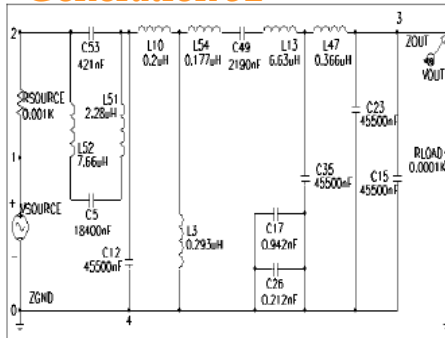 3
2
C53
421nF
L10
0.2uH
L54
0.177uH
C49
2190nF
L13
6.63uH
L47
0.366uH
ZOUT
VOUT
RSOURCE
0.001K
L51
2.28uH
C23
45500nF
L52
7.66uH
RLOAD
0.0001K
1
C35
45500nF
C15
45500nF
VSOURCE
C5
18400nF
C17
0.942nF
L3
0.293uH
C12
45500nF
C26
0.212nF
ZGND
0
4
0